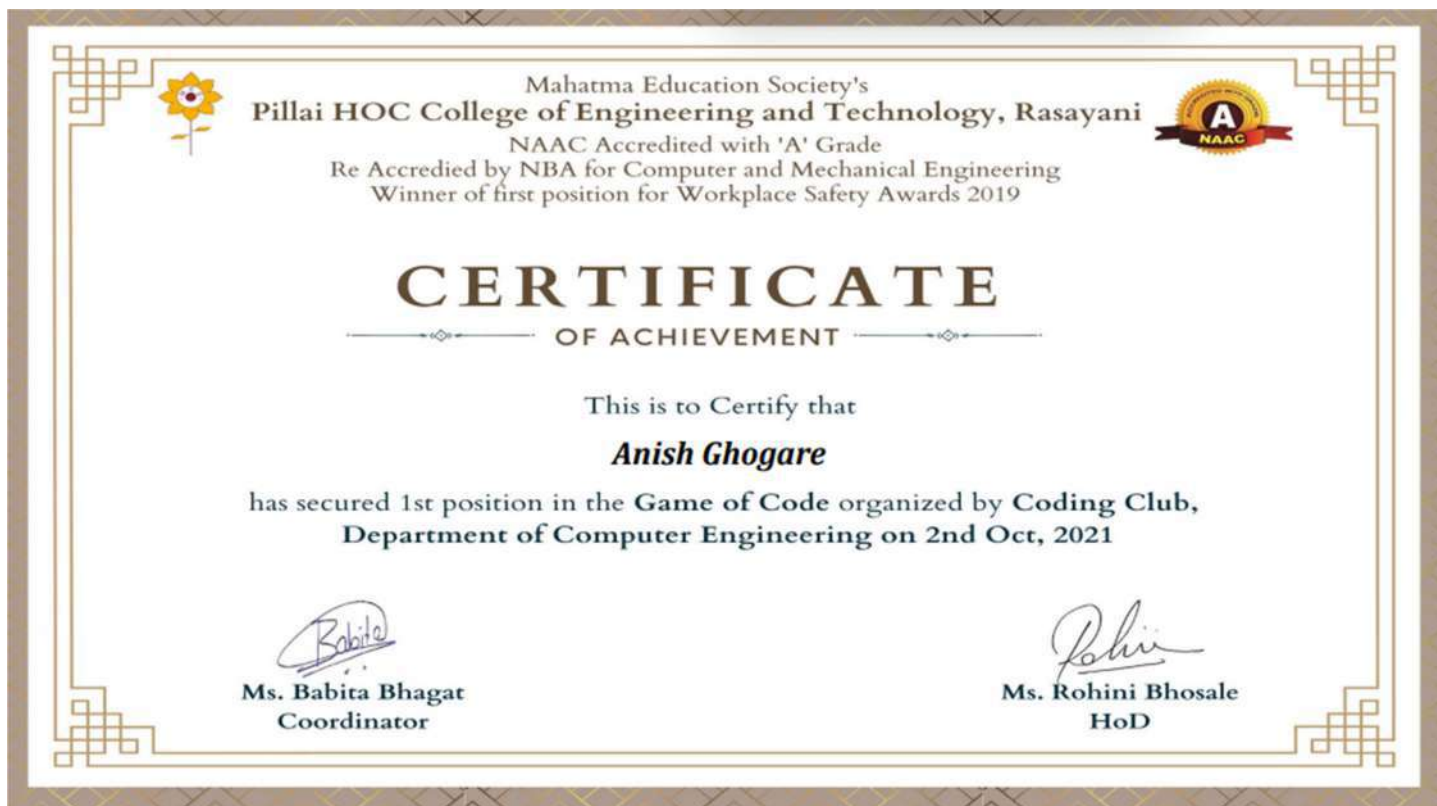 Mahatma Education Society's
Pillai HOC College of Engineering and Technology, Rasayani
NAAC Accredited with 'A' Grade
Re Accredied by NBA for Computer and Mechanical Engineering
Winner of first position for Workplace Safety Awards 2019
A
NAAC
CERTIFICATE
OF ACHIEVEMENT
This is to Certify that
Anish Ghogare
has secured 1st position in the Game of Code organized by Coding Club,
Department of Computer Engineering on 2nd Oct, 2021
Babita
Rohini
Ms. Babita Bhagat
Ms. Rohini Bhosale
Coordinator
HoD